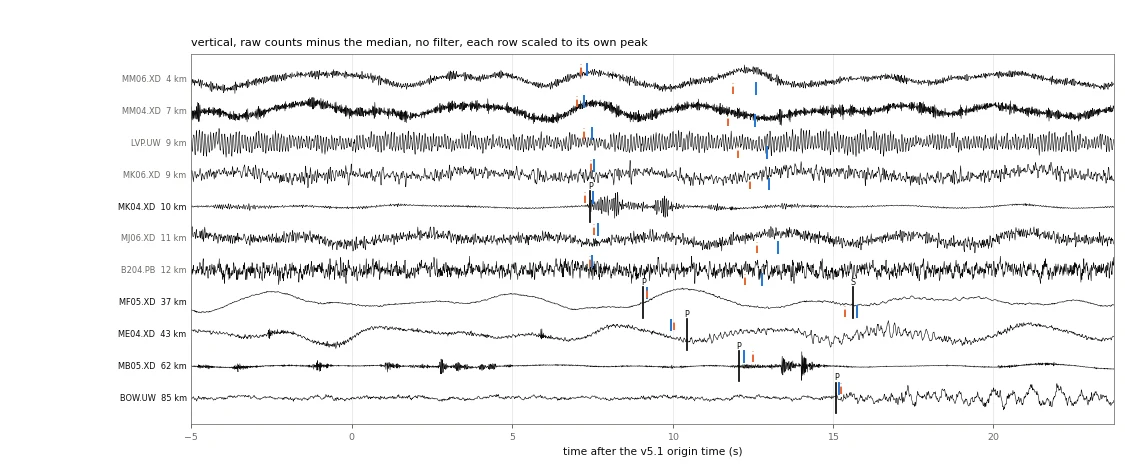 vertical, raw counts minus the median, no filter, each row scaled to its own peak
MM06.XD 4 km
MM04.XD 7 km
LVP.UW 9 km
MK06.XD 9 km
P
MK04.XD 10 km
MJ06.XD 11 km
B204.PB 12 km
P S
MF05.XD 37 km
P
ME04.XD 43 km
P
MB05.XD 62 km
P
BOW.UW 85 km
−5 0 5 10 15 20
time after the v5.1 origin time (s)